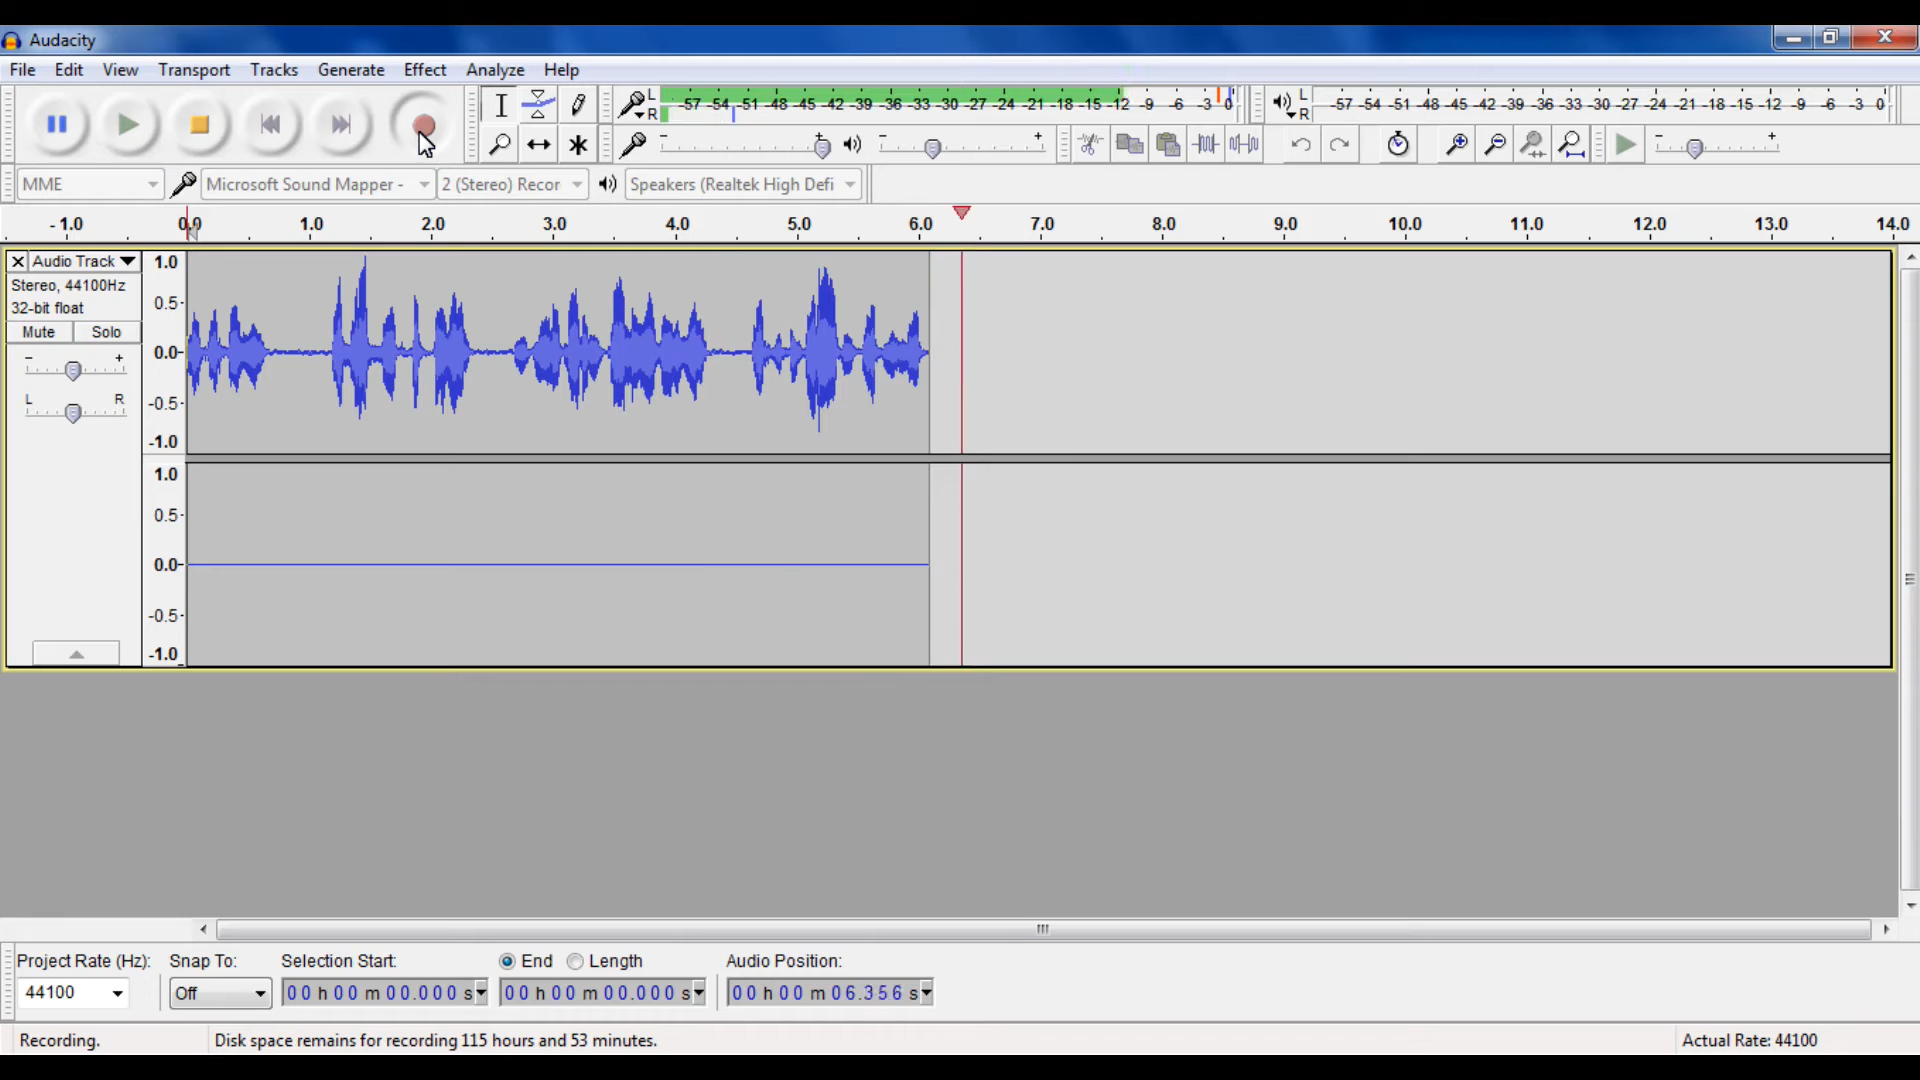 Audacity
File Edit View Transport Tracks Generate Effect Analyze Help
L R -57 -54 -51 -48 -45 -42 -39 -36 -33 -30 -27 -24 -21 -18 -15 -12 -9 -6 -3 0 L R -57 -54 -51 -48 -45 -42 -39 -36 -33 -30 -27 -24 -21 -18 -15 -12 -9 -6 -3 0
- + - + - +
MME Microsoft Sound Mapper - 2 (Stereo) Recor Speakers (Realtek High Defi
- 1.0 0.0 1.0 2.0 3.0 4.0 5.0 6.0 7.0 8.0 9.0 10.0 11.0 12.0 13.0 14.0
Audio Track 1.0
Stereo, 44100Hz
32-bit float 0.5
Mute Solo
- + 0.0
L R -0.5
-1.0
1.0
0.5
0.0
-0.5
-1.0
Project Rate (Hz): Snap To: Selection Start: End Length Audio Position:
44100 Off 00 h 00 m 00.000 s 00 h 00 m 00.000 s 00 h 00 m 06.356 s
Recording. Disk space remains for recording 115 hours and 53 minutes. Actual Rate: 44100